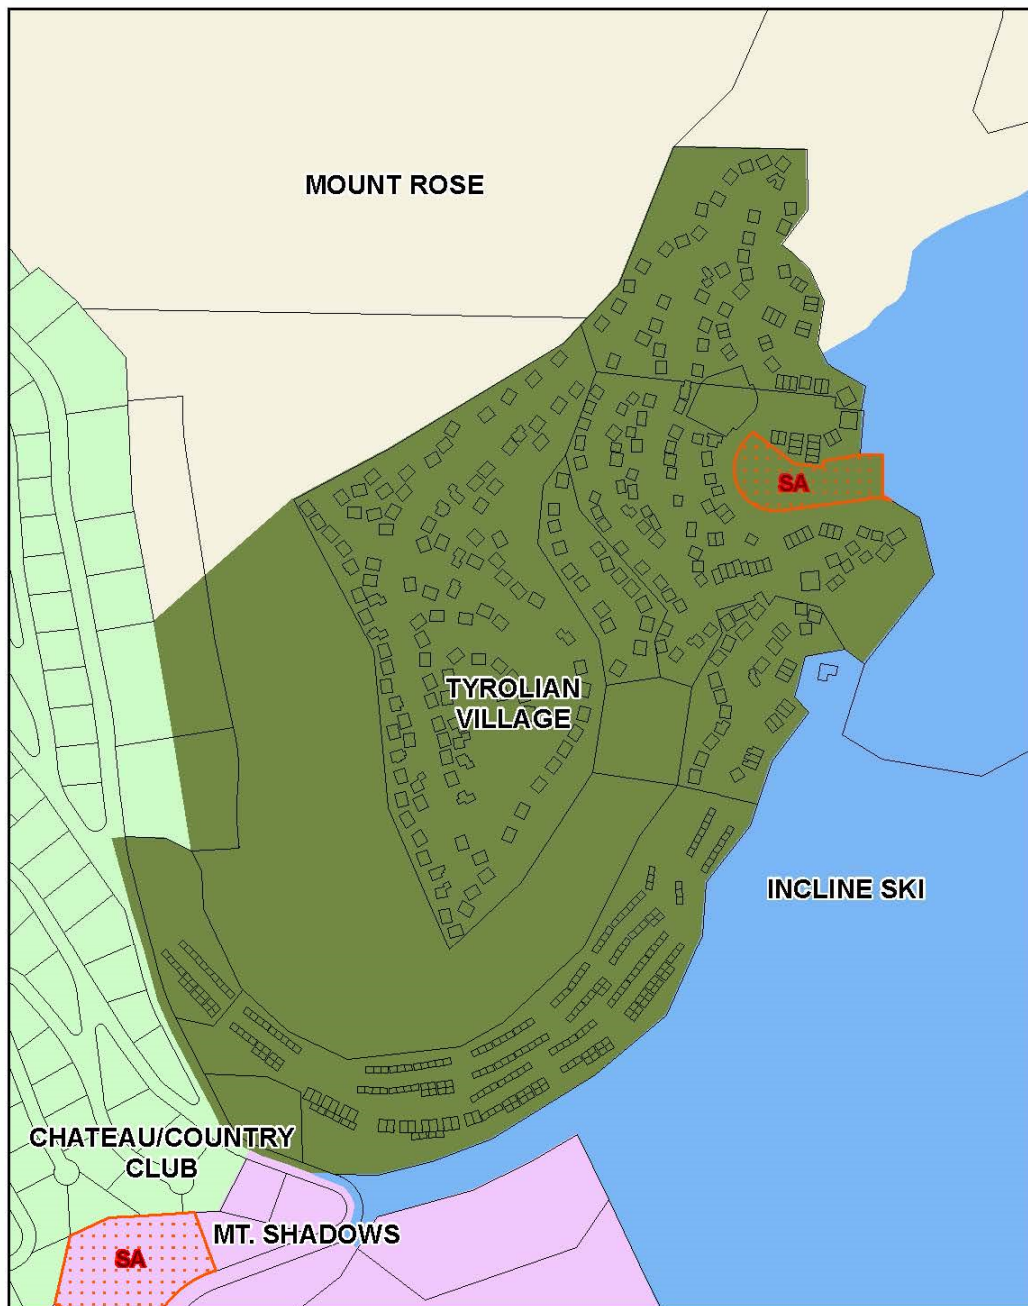 MOUNT ROSE
SA
TYROLIAN
VILLAGE
INCLINE SKI
CHATEAU/COUNTRY
CLUB
MT. SHADOWS
SA